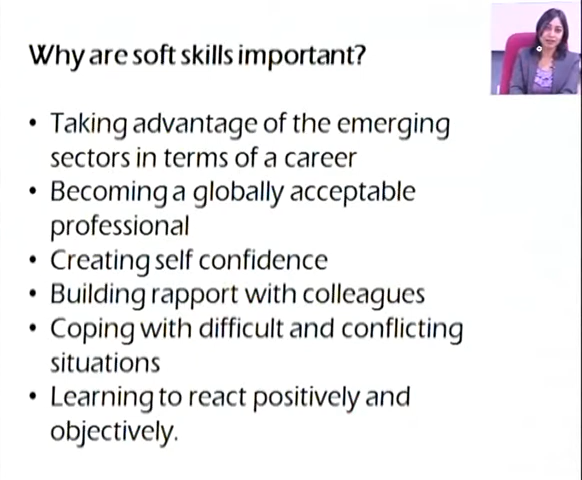 Why are soft skills important?
• Taking advantage of the emerging
sectors in terms of a career
• Becoming a globally acceptable
professional
• Creating self confidence
• Building rapport with colleagues
• Coping with difficult and conflicting
situations
• Learning to react positively and
objectively.